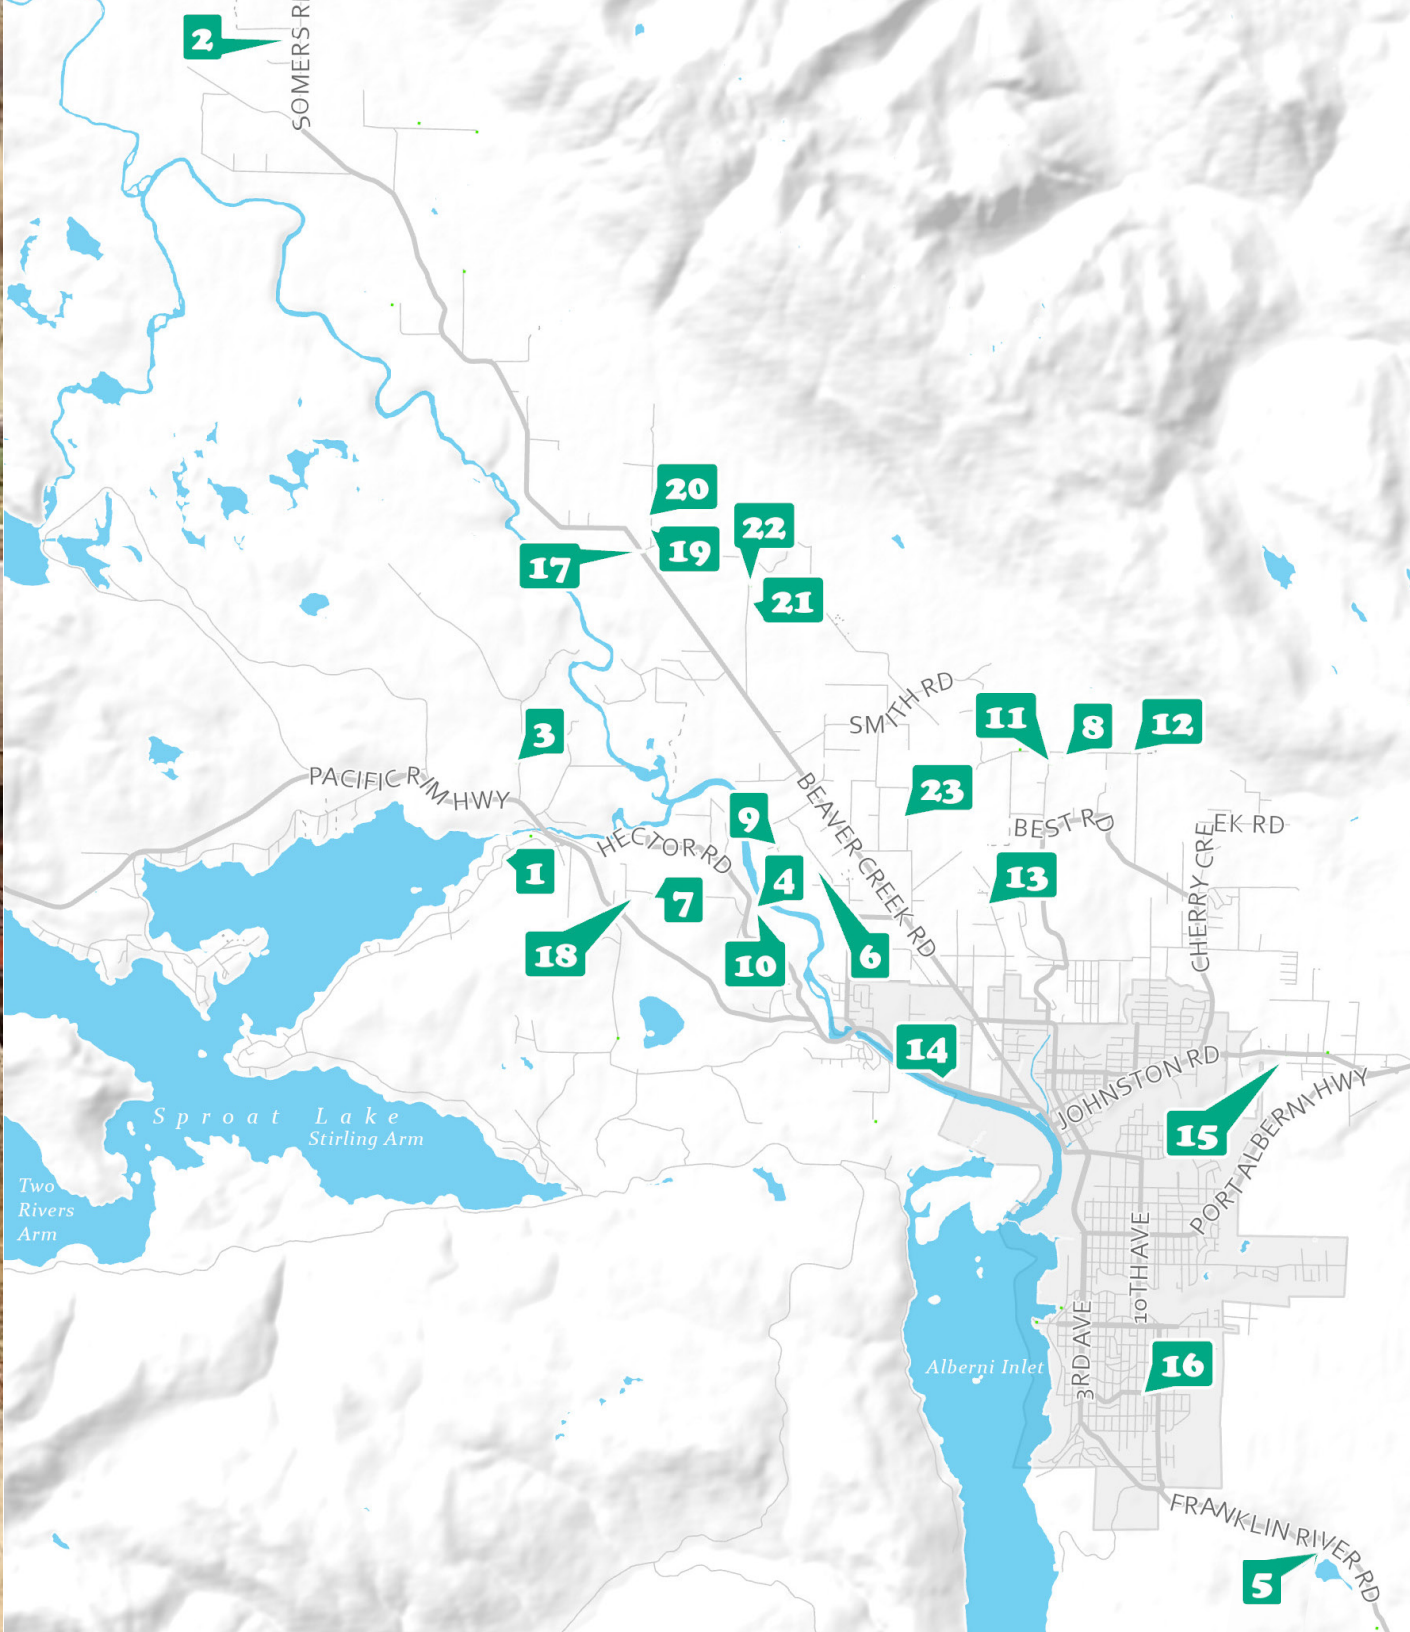 2
SOMERS R
20
22
19
17
21
SMITH RD
11
8
12
3
PACIFIC RIM HWY
23
BEAVER CREEK RD
9
BEST RD
EK RD
CHERRY CRE
HECTOR RD
1
4
13
7
18
10
6
14
JOHNSTON RD
PORT ALBERNI HWY
15
Sproat Lake
Stirling Arm
Two
Rivers
Arm
10TH AVE
3RD AVE
Alberni Inlet
16
FRANKLIN RIVER RD
5